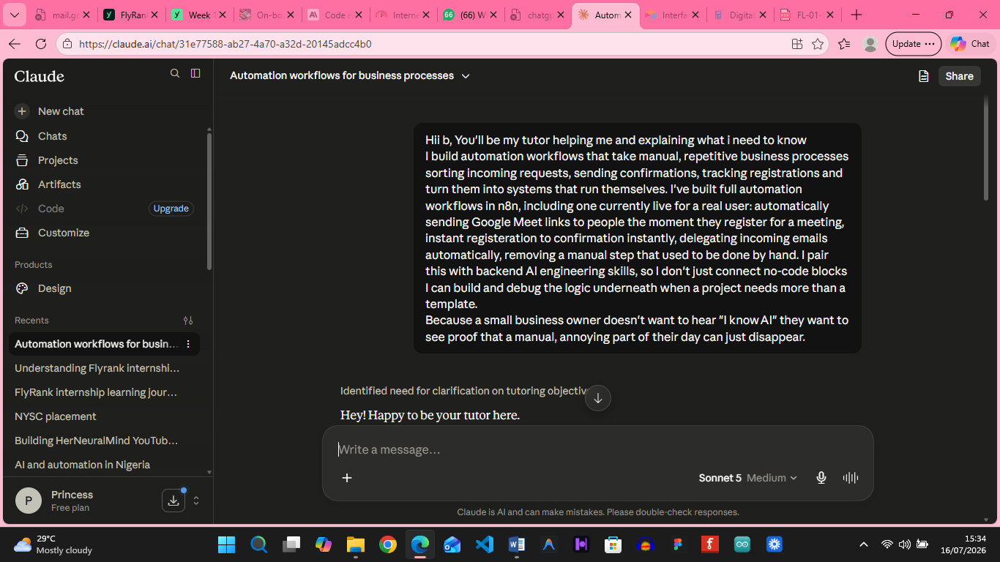 mail.go
FlyRank
Week 1
On-bo
Code r
Intern
66
(66) W
chatg
Autom
Interfa
Digital
FL-01-
https://claude.ai/chat/31e77588-ab27-4a70-a32d-20145adcc4b0
Update
Chat
Claude
New chat
Chats
Projects
Artifacts
Code
Upgrade
Customize
Products
Design
Recents
Automation workflows for busin...
Understanding Flyrank internshi...
FlyRank internship learning jour...
NYSC placement
Building HerNeuralMind YouTub...
AI and automation in Nigeria
P
Princess
Free plan
Automation workflows for business processes
Share
Hii b, You'll be my tutor helping me and explaining what i need to know
I build automation workflows that take manual, repetitive business processes
sorting incoming requests, sending confirmations, tracking registrations and
turn them into systems that run themselves. I've built full automation
workflows in n8n, including one currently live for a real user: automatically
sending Google Meet links to people the moment they register for a meeting,
instant registeration to confirmation instantly, delegating incoming emails
automatically, removing a manual step that used to be done by hand. I pair
this with backend AI engineering skills, so I don't just connect no-code blocks
I can build and debug the logic underneath when a project needs more than a
template.
Because a small business owner doesn't want to hear "I know AI" they want to
see proof that a manual, annoying part of their day can just disappear.
Identified need for clarification on tutoring objectiv
Hey! Happy to be your tutor here.
Write a message...
Sonnet 5 Medium
Claude is AI and can make mistakes. Please double-check responses.
29°C
Mostly cloudy
15:34
16/07/2026